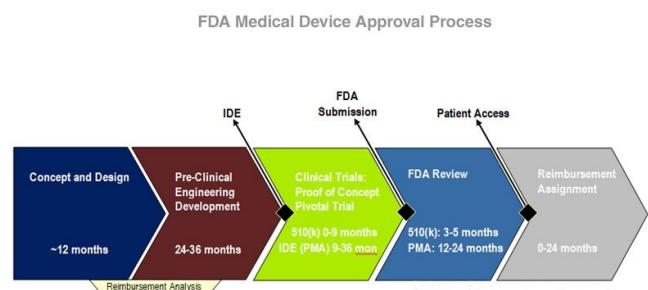 FDA Medical Device Approval Process
IDE
FDA
Submission
Patient Access
Concept and Design
~12 months
Pre-Clinical
Engineering
Development
24-36 months
Clinical Trials:
Proof of Concept
Pivotal Trial
510(k) 0-9 months
IDE (PMA) 9-36 mon
FDA Review
510(k): 3-5 months
PMA: 12-24 months
Reimbursement
Assignment
0-24 months
Reimbursement Analysis